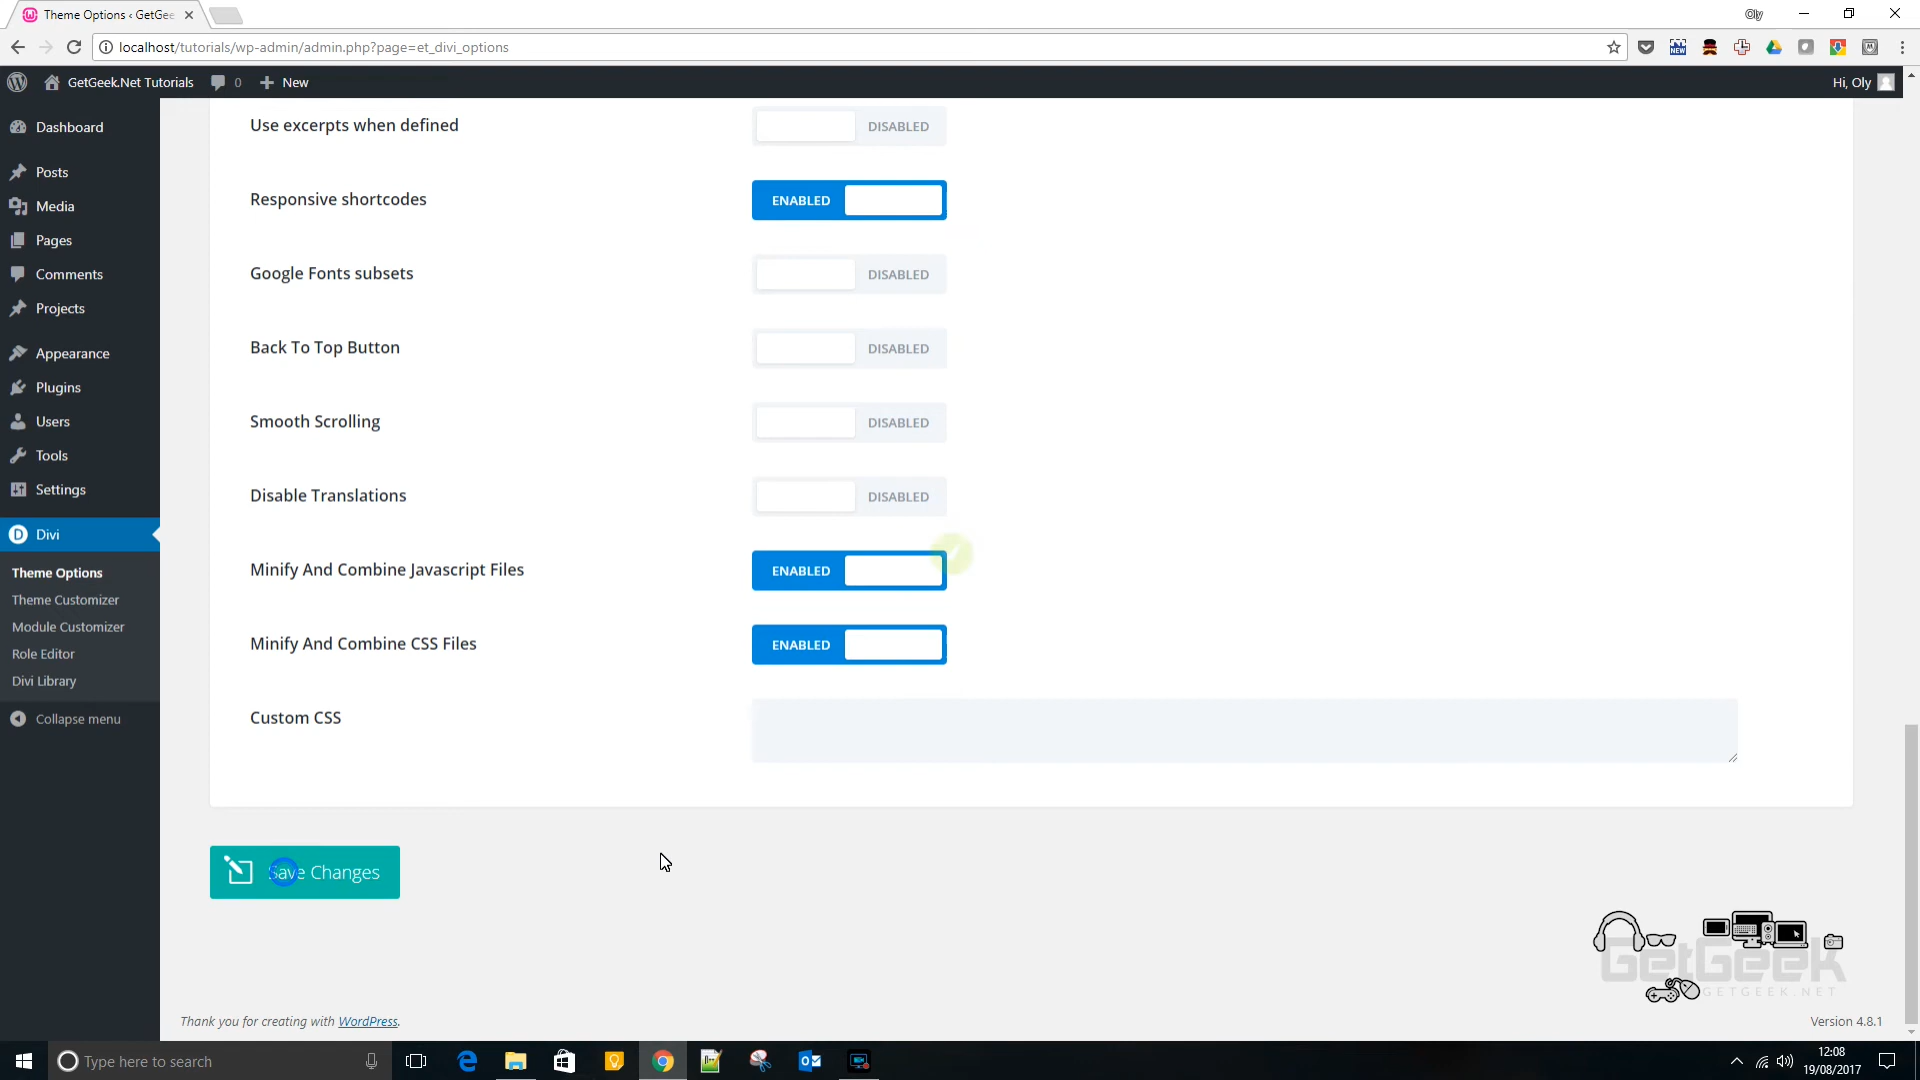 Theme Options ‹ GetGee
Oly
localhost/tutorials/wp-admin/admin.php?page=et_divi_options
NEW
GetGeek.Net Tutorials
0
New
Hi, Oly
Dashboard
Posts
Media
Pages
Comments
Projects
Appearance
Plugins
Users
Tools
Settings
Divi
Theme Options
Theme Customizer
Module Customizer
Role Editor
Divi Library
Collapse menu
Use excerpts when defined
DISABLED
Responsive shortcodes
ENABLED
Google Fonts subsets
DISABLED
Back To Top Button
DISABLED
Smooth Scrolling
DISABLED
Disable Translations
DISABLED
Minify And Combine Javascript Files
ENABLED
Minify And Combine CSS Files
ENABLED
Custom CSS
Save Changes
GetGeek
GETGEEK.NET
Thank you for creating with WordPress.
Version 4.8.1
Type here to search
12:08
19/08/2017